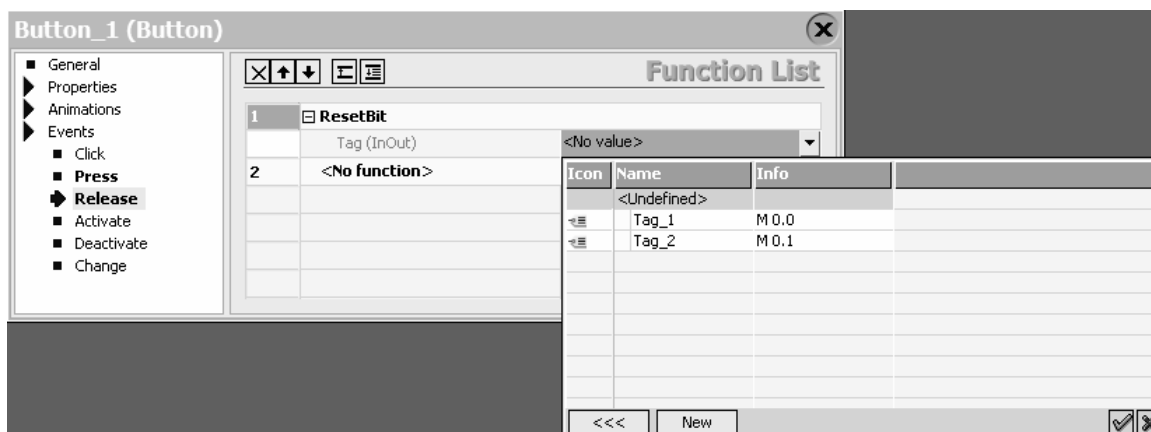 Button_1 (Button)
General
Properties
Animations
Events
Click
Press
Release
Activate
Deactivate
Change
Function List
1 ResetBit
Tag (InOut) <No value>
2 <No function>
Icon Name Info
<Undefined>
Tag_1 M 0.0
Tag_2 M 0.1
<<< New